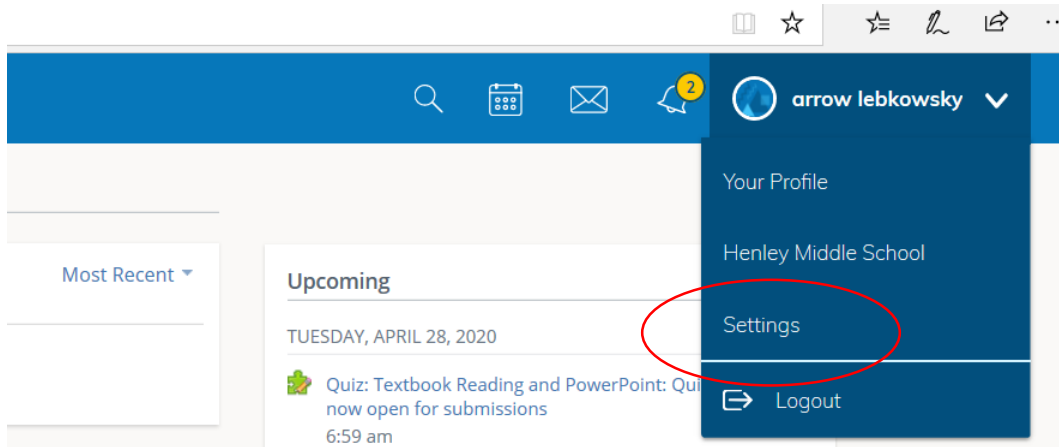 2
arrow lebkowsky
Your Profile
Henley Middle School
Settings
Logout
Most Recent
Upcoming
TUESDAY, APRIL 28, 2020
Quiz: Textbook Reading and PowerPoint: Qui
now open for submissions
6:59 am